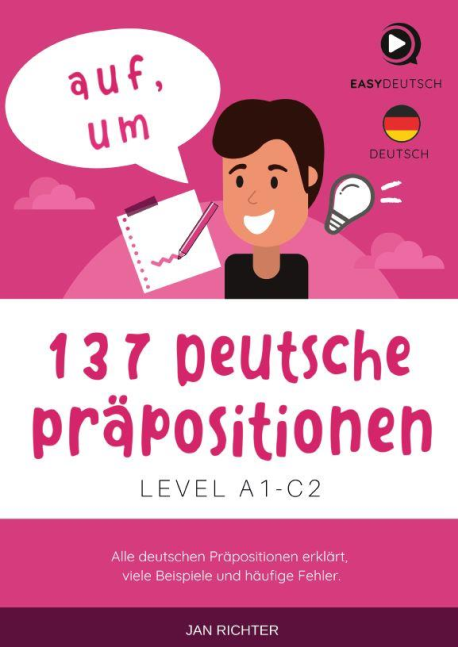 auf,
um
EASYDEUTSCH
DEUTSCH
137 Deutsche
präpositionen
LEVEL A1-C2
Alle deutschen Präpositionen erklärt,
viele Beispiele und häufige Fehler.
JAN RICHTER